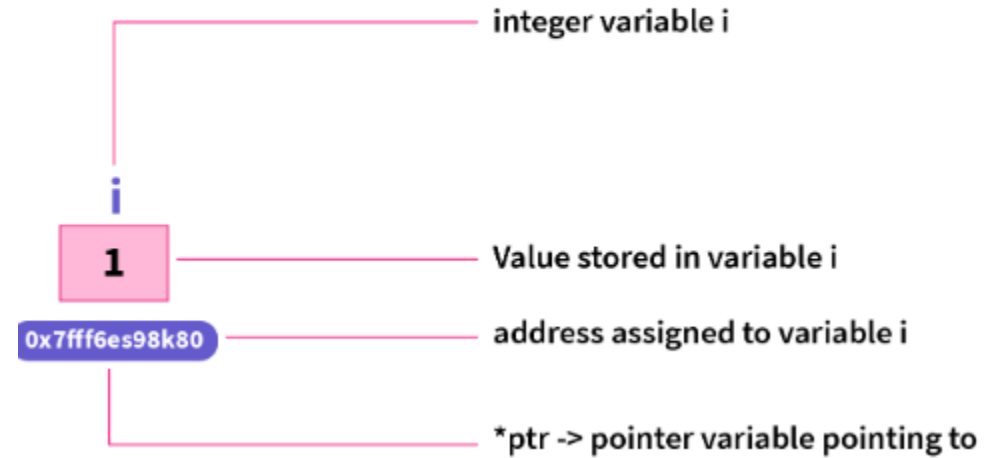 integer variable i
i
1
Value stored in variable i
0x7fff6es98k80
address assigned to variable i
*ptr -> pointer variable pointing to